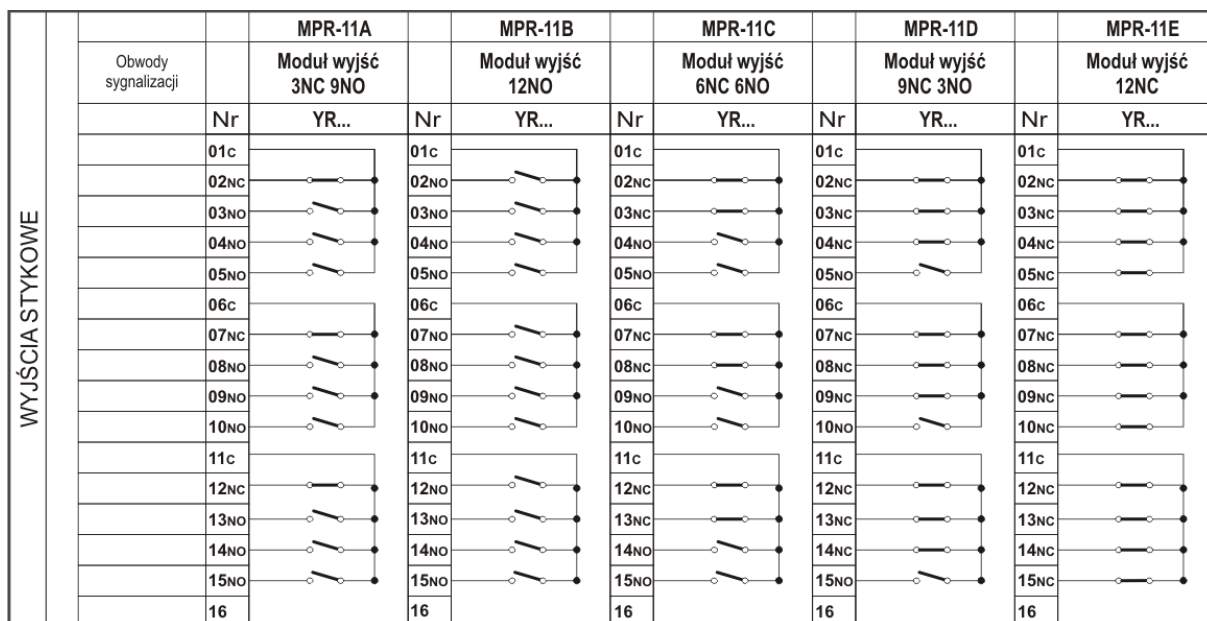 MPR-11A MPR-11B MPR-11C MPR-11D MPR-11E
Obwody sygnalizacji
Moduł wyjść 3NC 9NO
Moduł wyjść 12NO
Moduł wyjść 6NC 6NO
Moduł wyjść 9NC 3NO
Moduł wyjść 12NC
Nr YR... Nr YR... Nr YR... Nr YR... Nr YR...
WYJŚCIA STYKOWE
01C 01C 01C 01C 01C
02NC 02NO 02NC 02NC 02NC
03NO 03NO 03NC 03NC 03NC
04NO 04NO 04NO 04NC 04NC
05NO 05NO 05NO 05NO 05NC
06C 06C 06C 06C 06C
07NC 07NO 07NC 07NC 07NC
08NO 08NO 08NC 08NC 08NC
09NO 09NO 09NO 09NC 09NC
10NO 10NO 10NO 10NO 10NC
11C 11C 11C 11C 11C
12NC 12NO 12NC 12NC 12NC
13NO 13NO 13NC 13NC 13NC
14NO 14NO 14NO 14NC 14NC
15NO 15NO 15NO 15NO 15NC
16 16 16 16 16